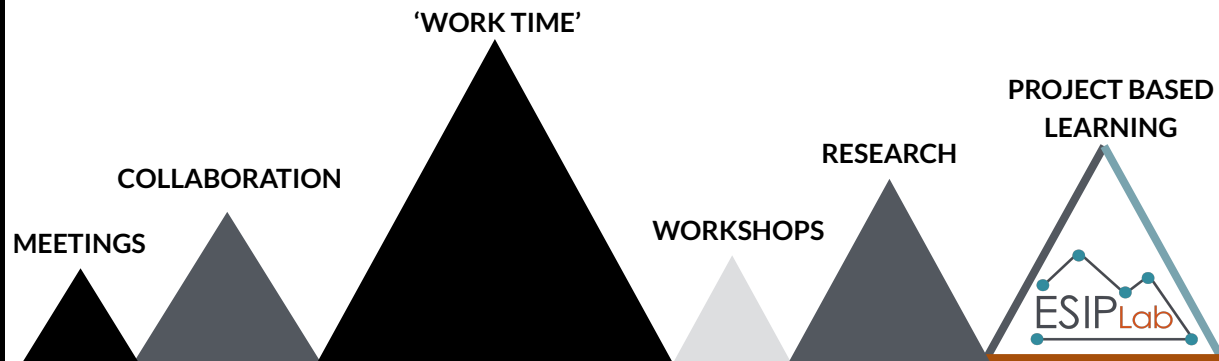 ‘WORK TIME’
PROJECT BASED
LEARNING
RESEARCH
COLLABORATION
WORKSHOPS
MEETINGS
ESIPLab